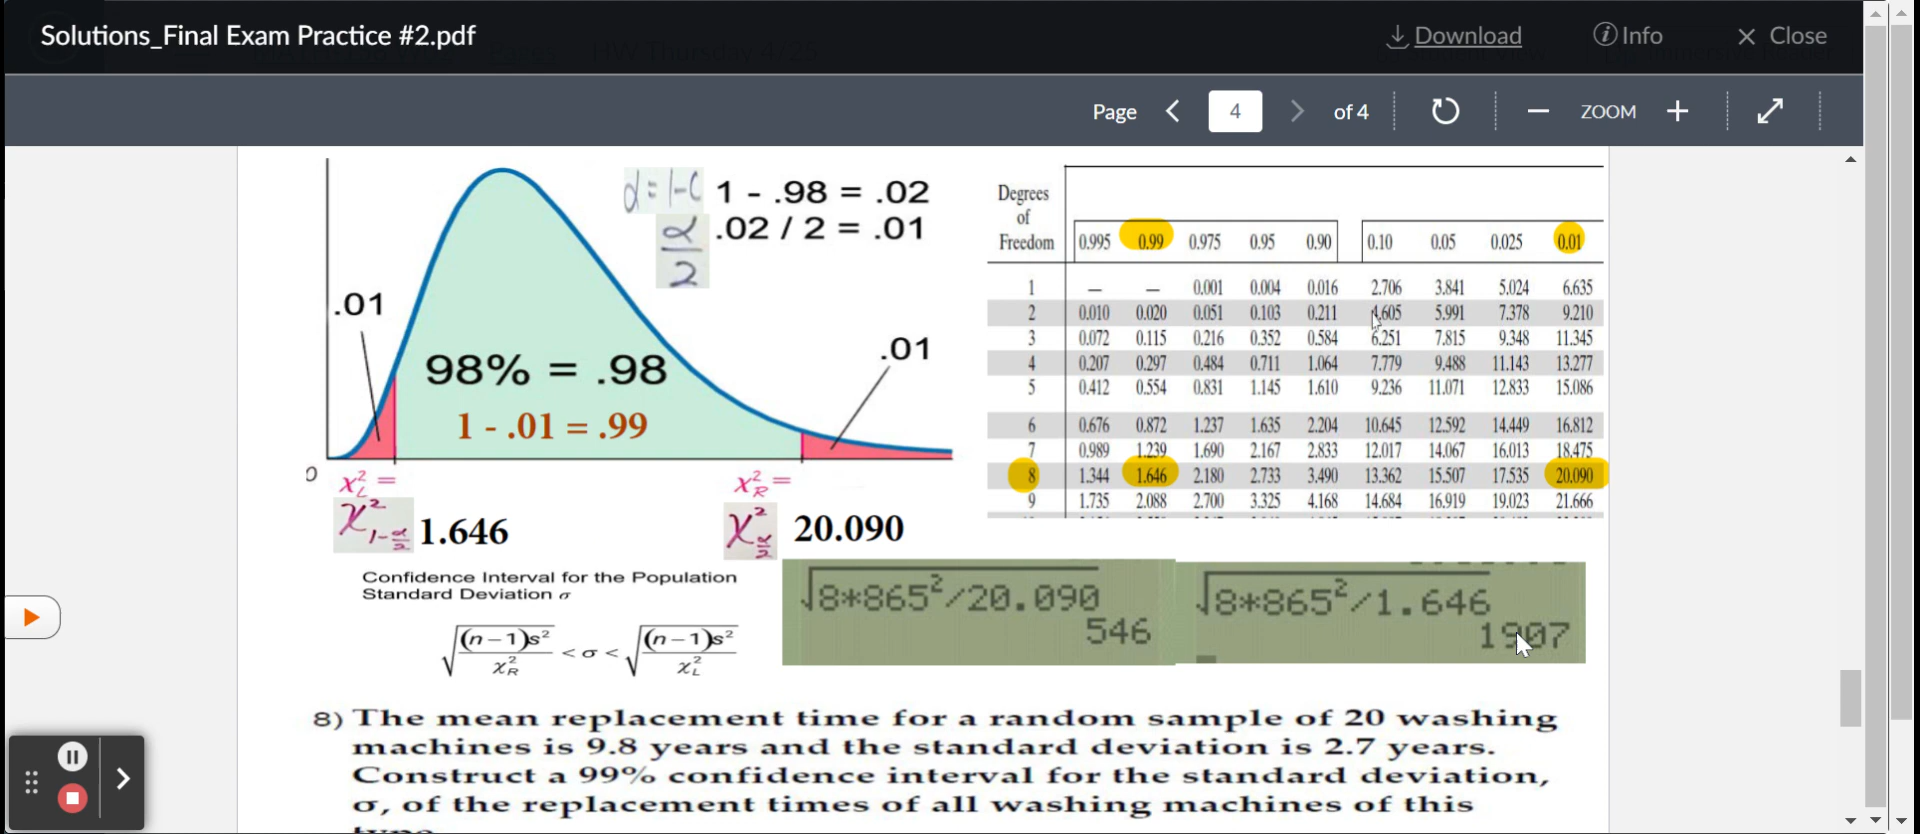 Solutions_Final Exam Practice #2.pdf
Download
Info
Close
Page
4
of 4
ZOOM
α = 1-C 1 - .98 = .02
α/2 .02 / 2 = .01
.01
98% = .98
1 - .01 = .99
.01
0
χ²L =
χ²1-α/2 1.646
χ²R =
χ²α/2 20.090
Degrees
of
Freedom 0.995 0.99 0.975 0.95 0.90 0.10 0.05 0.025 0.01
1 — — 0.001 0.004 0.016 2.706 3.841 5.024 6.635
2 0.010 0.020 0.051 0.103 0.211 4.605 5.991 7.378 9.210
3 0.072 0.115 0.216 0.352 0.584 6.251 7.815 9.348 11.345
4 0.207 0.297 0.484 0.711 1.064 7.779 9.488 11.143 13.277
5 0.412 0.554 0.831 1.145 1.610 9.236 11.071 12.833 15.086
6 0.676 0.872 1.237 1.635 2.204 10.645 12.592 14.449 16.812
7 0.989 1.239 1.690 2.167 2.833 12.017 14.067 16.013 18.475
8 1.344 1.646 2.180 2.733 3.490 13.362 15.507 17.535 20.090
9 1.735 2.088 2.700 3.325 4.168 14.684 16.919 19.023 21.666
Confidence Interval for the Population
Standard Deviation σ
√((n-1)s²/χ²R) < σ < √((n-1)s²/χ²L)
√8*865²/20.090
546
√8*865²/1.646
1907
8) The mean replacement time for a random sample of 20 washing
machines is 9.8 years and the standard deviation is 2.7 years.
Construct a 99% confidence interval for the standard deviation,
σ, of the replacement times of all washing machines of this